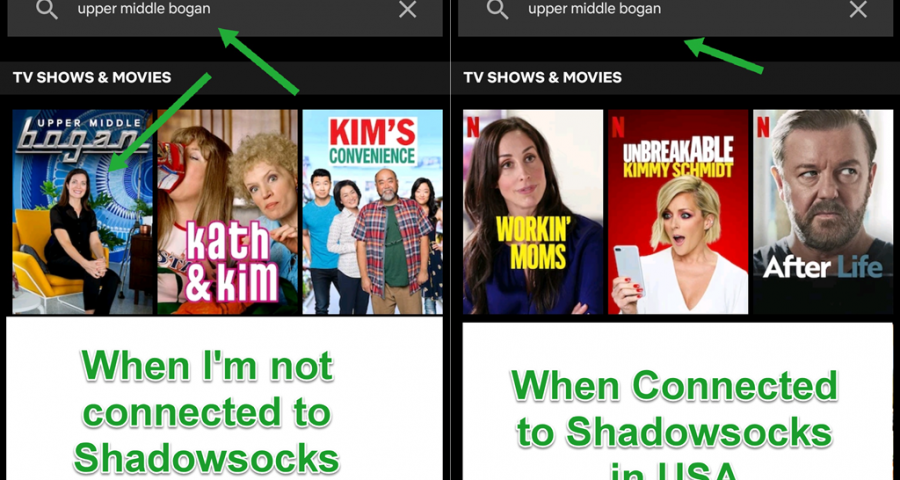 upper middle bogan
TV SHOWS & MOVIES
UPPER MIDDLE
bogan
kath
& kim
KIM'S
CONVENIENCE
When I'm not
connected to
Shadowsocks
upper middle bogan
TV SHOWS & MOVIES
N
WORKIN'
MOMS
N
UNBREAKABLE
KIMMY SCHMIDT
N
After Life
When Connected
to Shadowsocks
in USA